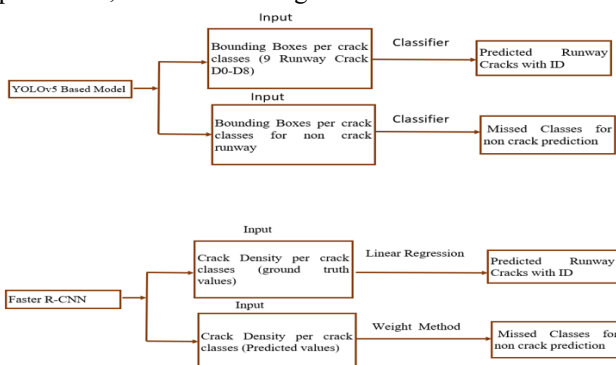 Input
Bounding Boxes per crack
classes (9 Runway Crack
D0-D8)
Classifier
Predicted Runway
Cracks with ID
YOLOv5 Based Model
Input
Bounding Boxes per crack
classes for non crack
runway
Classifier
Missed Classes for
non crack prediction
Input
Crack Density per crack
classes (ground truth
values)
Linear Regression
Predicted Runway
Cracks with ID
Faster R-CNN
Input
Crack Density per crack
classes (Predicted values)
Weight Method
Missed Classes for
non crack prediction